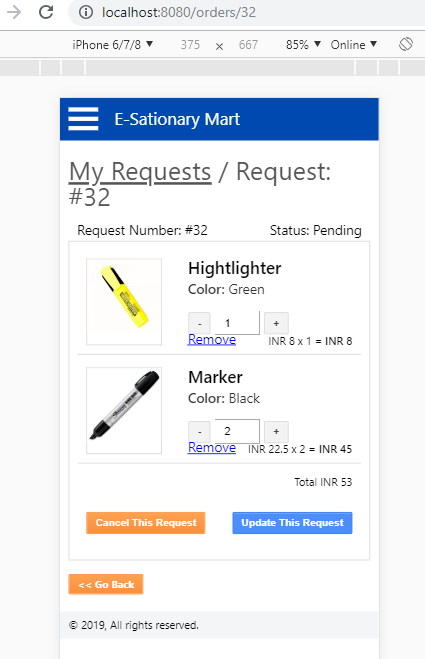 localhost:8080/orders/32
iPhone 6/7/8 ▼ 375 × 667 85% ▼ Online ▼
E-Sationary Mart
My Requests / Request:
#32
Request Number: #32 Status: Pending
Hightlighter
Color: Green
- 1 +
Remove INR 8 x 1 = INR 8
Marker
Color: Black
- 2 +
Remove INR 22.5 x 2 = INR 45
Total INR 53
Cancel This Request Update This Request
<< Go Back
© 2019, All rights reserved.